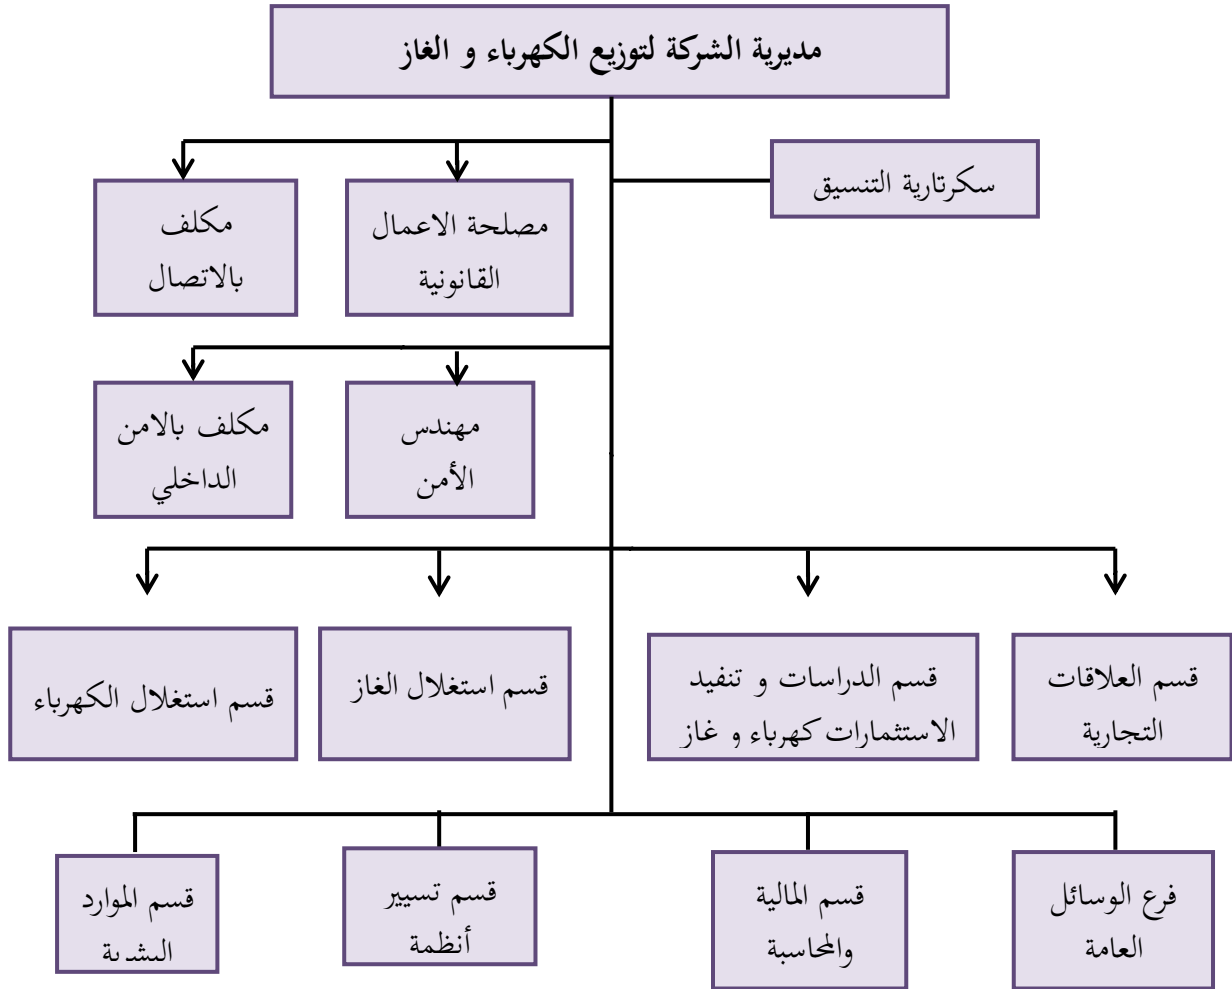 مديرية الشركة لتوزيع الكهرباء و الغاز
سكرتارية التنسيق
مصلحة الاعمال
القانونية
مكلف
بالاتصال
مهندس
الأمن
مكلف بالامن
الداخلي
قسم العلاقات
التجارية
قسم الدراسات و تنفيد
الاستثمارات كهرباء و غاز
قسم استغلال الغاز
قسم استغلال الكهرباء
فرع الوسائل
العامة
قسم المالية
والمحاسبة
قسم تسيير
أنظمة
قسم الموارد
البشرية